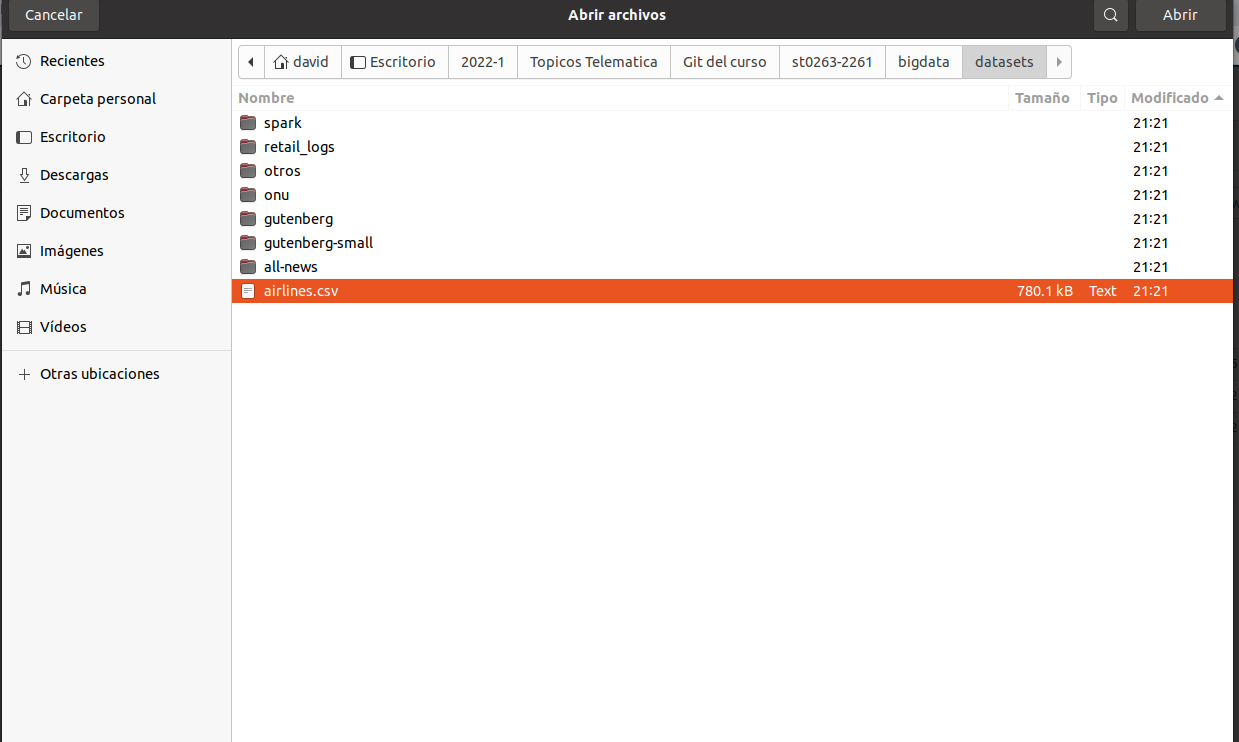 Cancelar Abrir archivos Abrir
Recientes
Carpeta personal
Escritorio
Descargas
Documentos
Imágenes
Música
Vídeos
Otras ubicaciones
david Escritorio 2022-1 Topicos Telematica Git del curso st0263-2261 bigdata datasets
Nombre Tamaño Tipo Modificado
spark 21:21
retail_logs 21:21
otros 21:21
onu 21:21
gutenberg 21:21
gutenberg-small 21:21
all-news 21:21
airlines.csv 780.1 kB Text 21:21